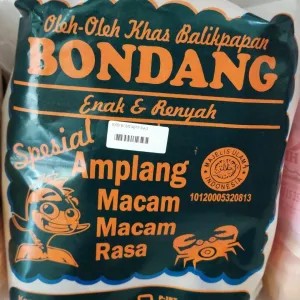 Oleh-Oleh Khas Balikpapan
BONDANG
Enak & Renyah
Spesial
Amplang
Macam
Macam
Rasa
MAJELIS ULAMA
INDONESIA
10120005320813